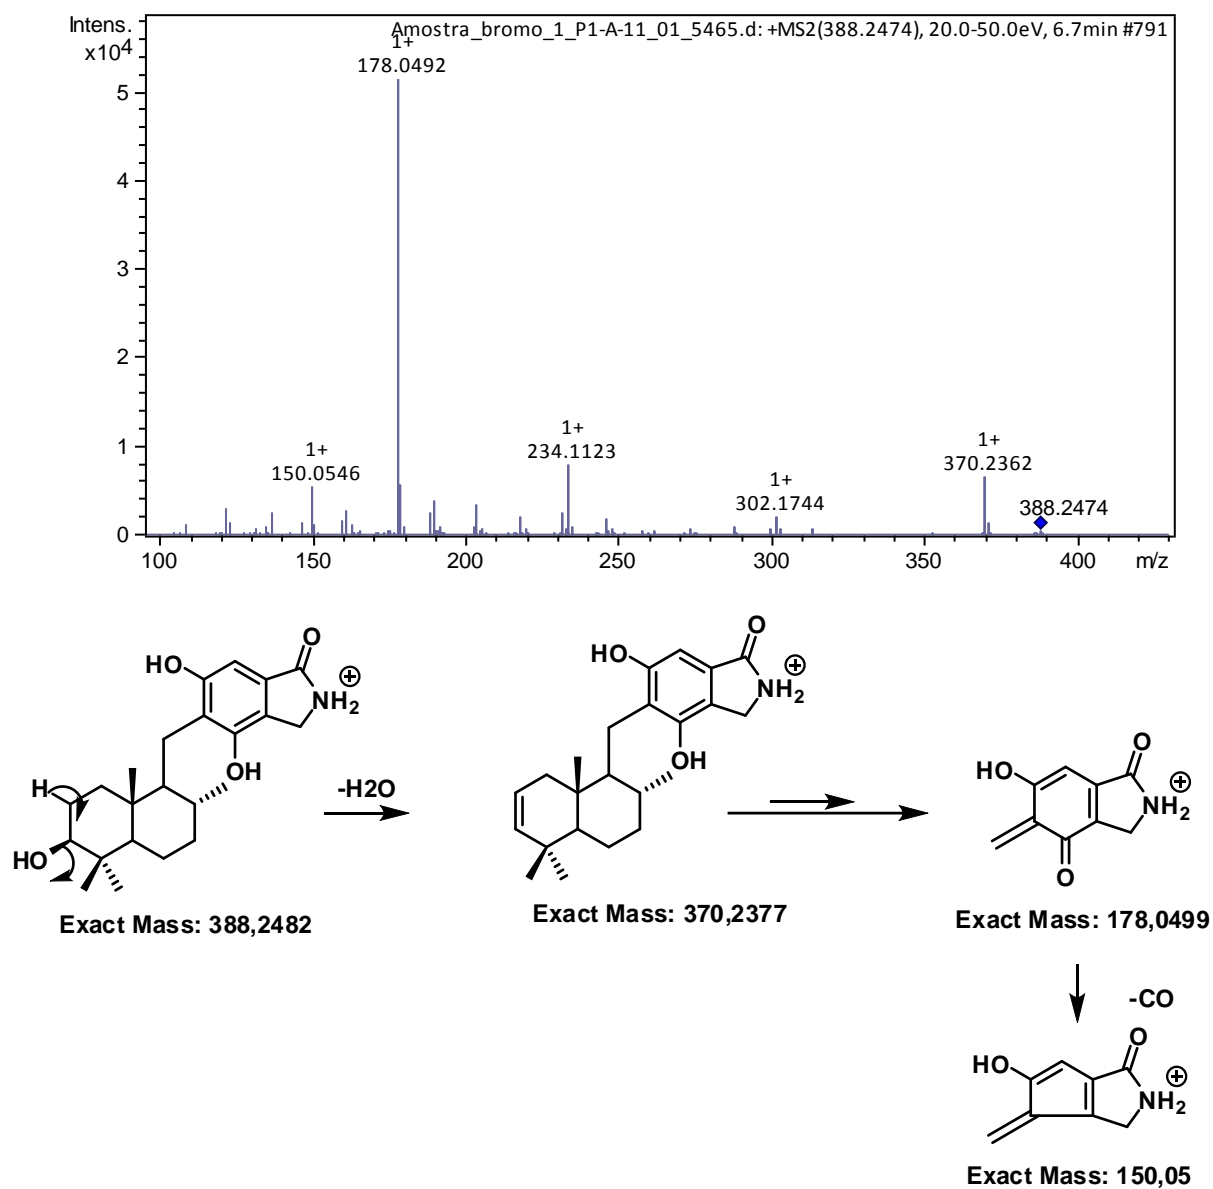 Intens.
x10⁴
Amostra_bromo_1_P1-A-11_01_5465.d: +MS2(388.2474), 20.0-50.0eV, 6.7min #791
1+
178.0492
5
4
3
2
1+
234.1123
1+
150.0546
1+
370.2362
1+
302.1744
388.2474
1
0
100 150 200 250 300 350 400 m/z
O
HO
NH2
⊕
OH
H
HO
Exact Mass: 388,2482
-H2O
O
HO
NH2
⊕
OH
Exact Mass: 370,2377
O
HO
NH2
⊕
O
Exact Mass: 178,0499
-CO
O
HO
NH2
⊕
Exact Mass: 150,05